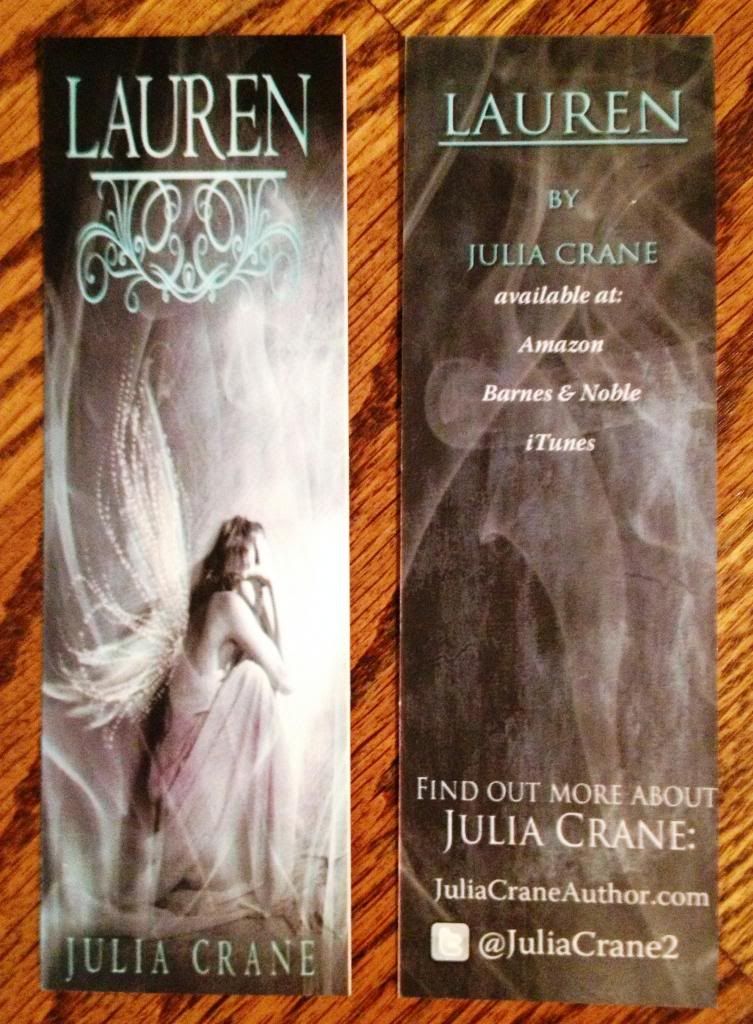 LAUREN
JULIA CRANE
LAUREN
BY
JULIA CRANE
available at:
Amazon
Barnes & Noble
iTunes
FIND OUT MORE ABOUT
JULIA CRANE:
JuliaCraneAuthor.com
@JuliaCrane2